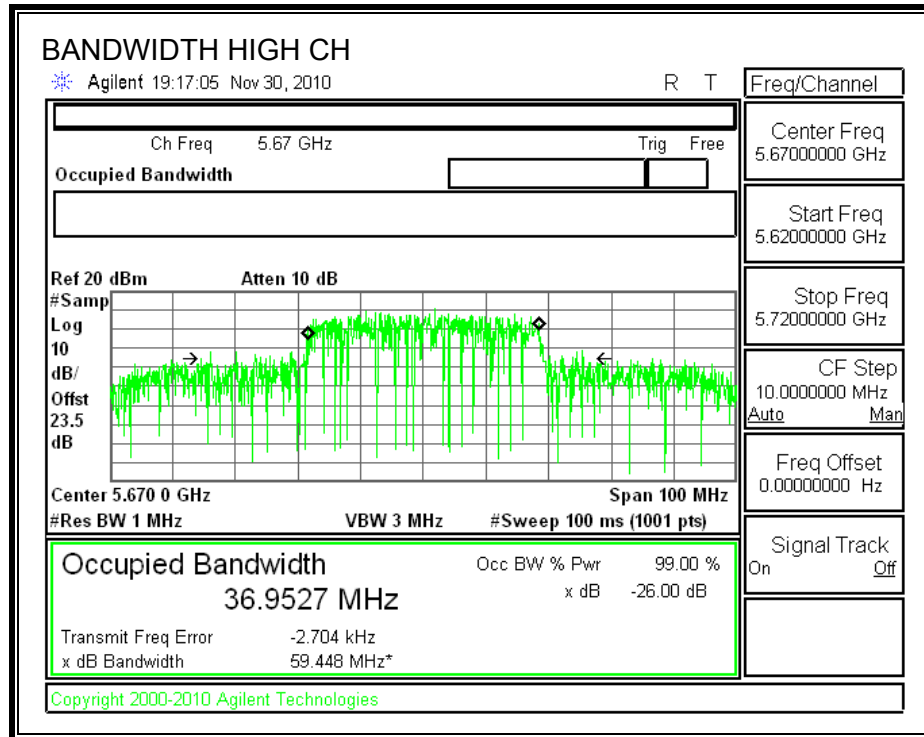 BANDWIDTH HIGH CH
Agilent 19:17:05 Nov 30, 2010 R T
Freq/Channel
Ch Freq 5.67 GHz Trig Free
Occupied Bandwidth
Center Freq
5.67000000 GHz
Start Freq
5.62000000 GHz
Stop Freq
5.72000000 GHz
CF Step
10.0000000 MHz
Auto Man
Freq Offset
0.00000000 Hz
Signal Track
On Off
Ref 20 dBm Atten 10 dB
#Samp
Log
10
dB/
Offst
23.5
dB
Center 5.670 0 GHz Span 100 MHz
#Res BW 1 MHz VBW 3 MHz #Sweep 100 ms (1001 pts)
Occupied Bandwidth
36.9527 MHz
Occ BW % Pwr 99.00 %
x dB -26.00 dB
Transmit Freq Error -2.704 kHz
x dB Bandwidth 59.448 MHz*
Copyright 2000-2010 Agilent Technologies